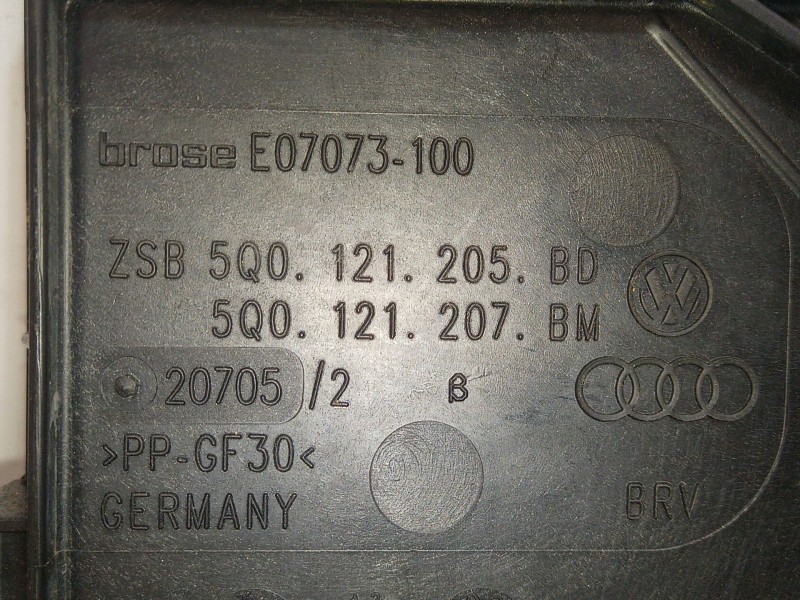 brose E07073-100
ZSB 5Q0. 121. 205. BD
5Q0. 121. 207. BM
20705 /2 B
>PP-GF30<
GERMANY BRV